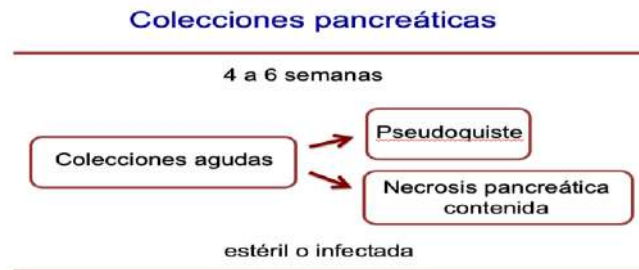 Colecciones pancreáticas
4 a 6 semanas
Pseudoquiste
Colecciones agudas
Necrosis pancreática
contenida
estéril o infectada